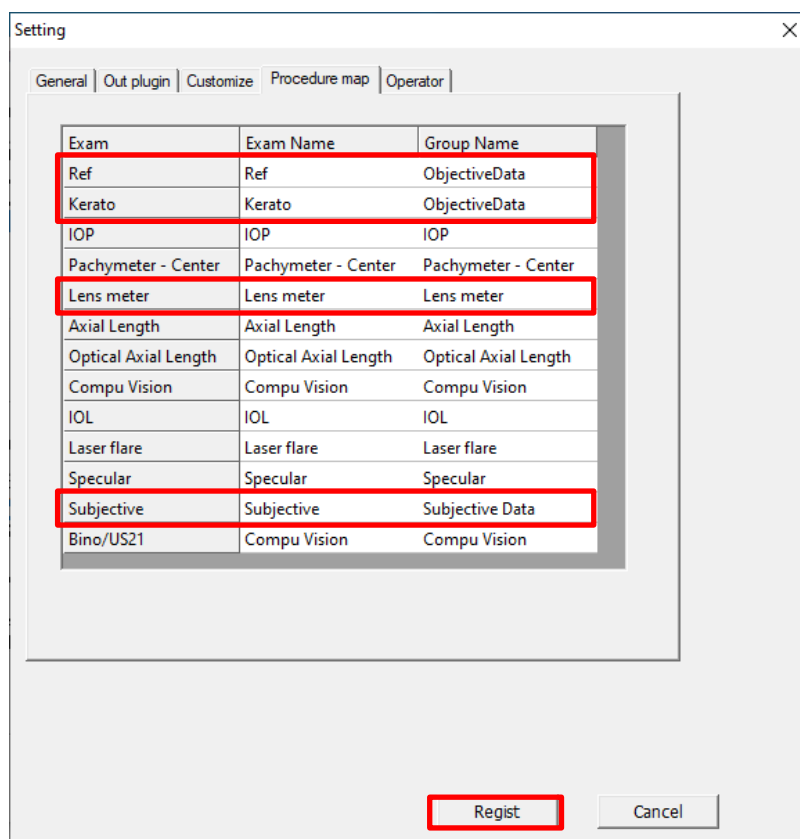 Setting
General Out plugin Customize Procedure map Operator
Exam Exam Name Group Name
Ref Ref ObjectiveData
Kerato Kerato ObjectiveData
IOP IOP IOP
Pachymeter - Center Pachymeter - Center Pachymeter - Center
Lens meter Lens meter Lens meter
Axial Length Axial Length Axial Length
Optical Axial Length Optical Axial Length Optical Axial Length
Compu Vision Compu Vision Compu Vision
IOL IOL IOL
Laser flare Laser flare Laser flare
Specular Specular Specular
Subjective Subjective Subjective Data
Bino/US21 Compu Vision Compu Vision
Regist Cancel